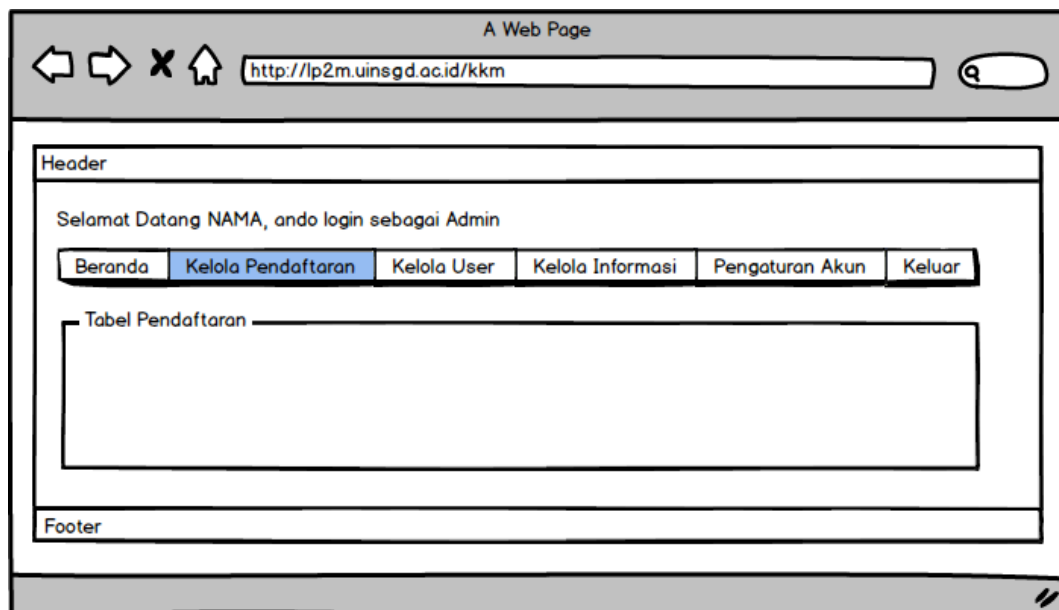 A Web Page
http://lp2m.uinsgd.ac.id/kkm
Header
Selamat Datang NAMA, ando login sebagai Admin
Beranda Kelola Pendaftaran Kelola User Kelola Informasi Pengaturan Akun Keluar
Tabel Pendaftaran
Footer